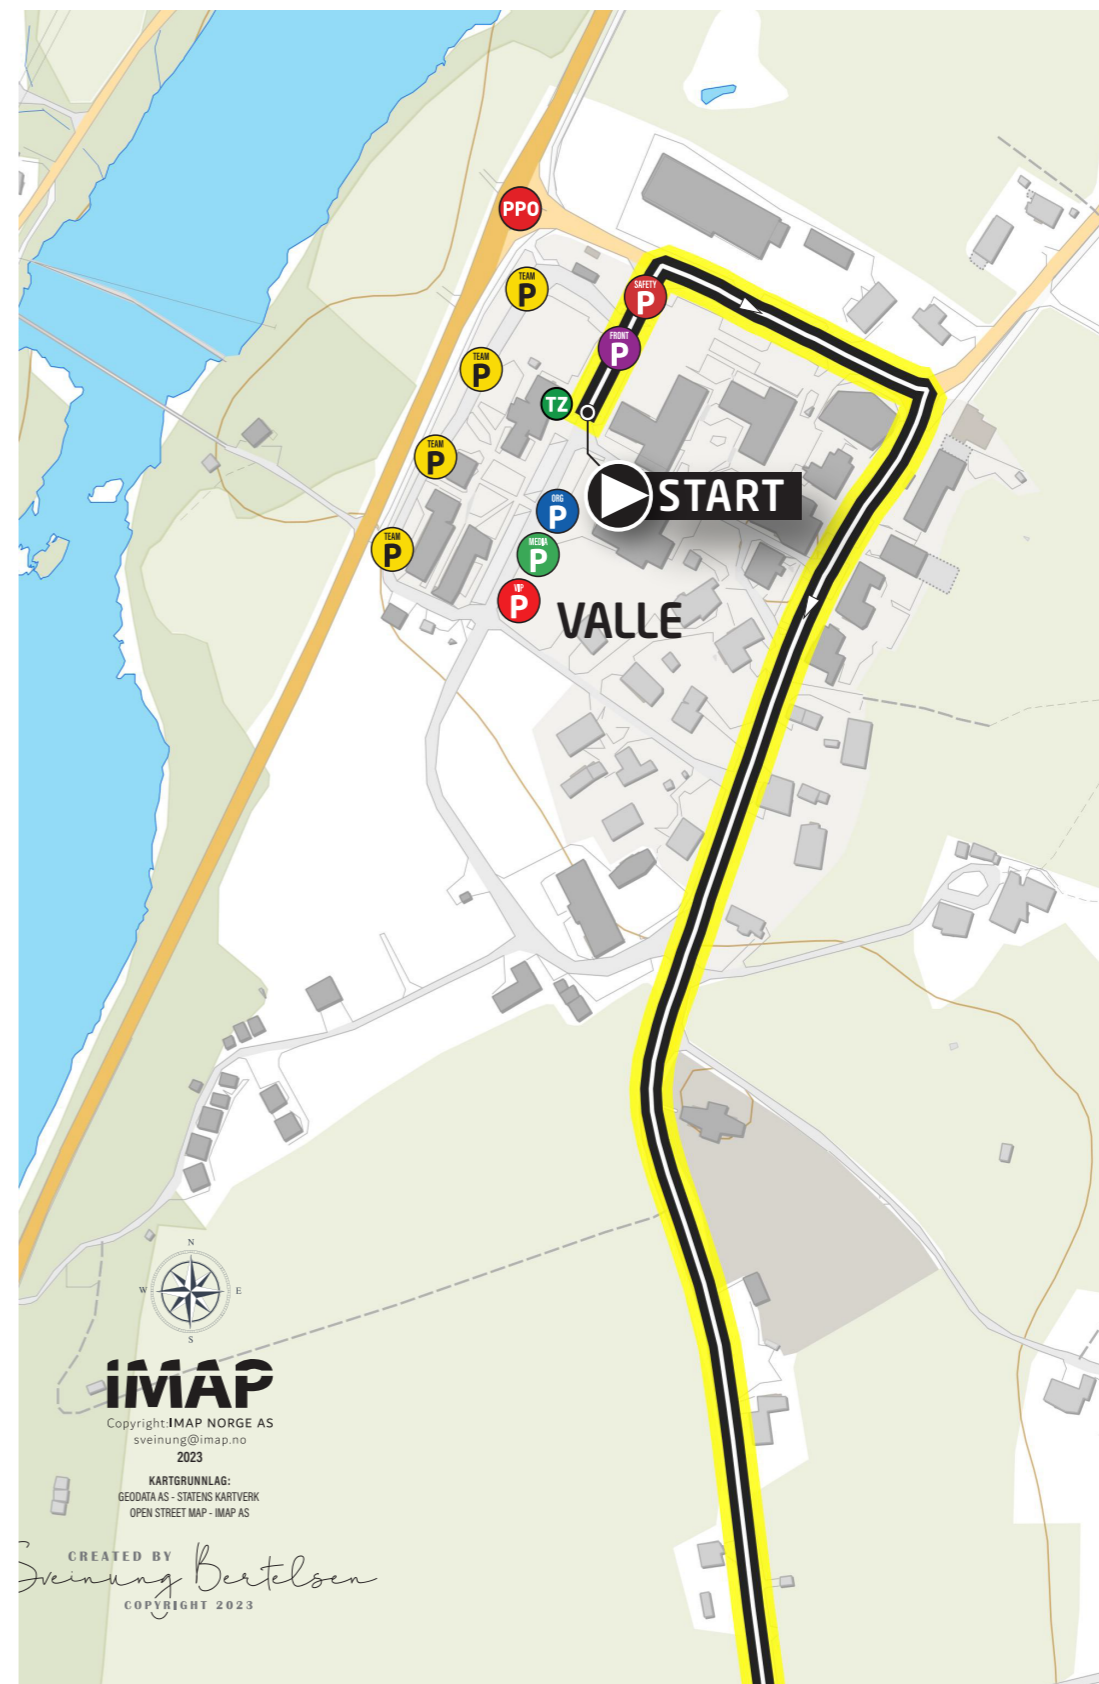 PPO
TEAM
P
SAFETY
P
FRONT
P
TEAM
P
TZ
TEAM
P
START
ORG
P
TEAM
P
MEDIA
P
VIP
P
VALLE
N
W
E
S
iMAP
Copyright:IMAP NORGE AS
sveinung@imap.no
2023
KARTGRUNNLAG:
GEODATA AS - STATENS KARTVERK
OPEN STREET MAP - IMAP AS
CREATED BY
Sveinung Bertelsen
COPYRIGHT 2023